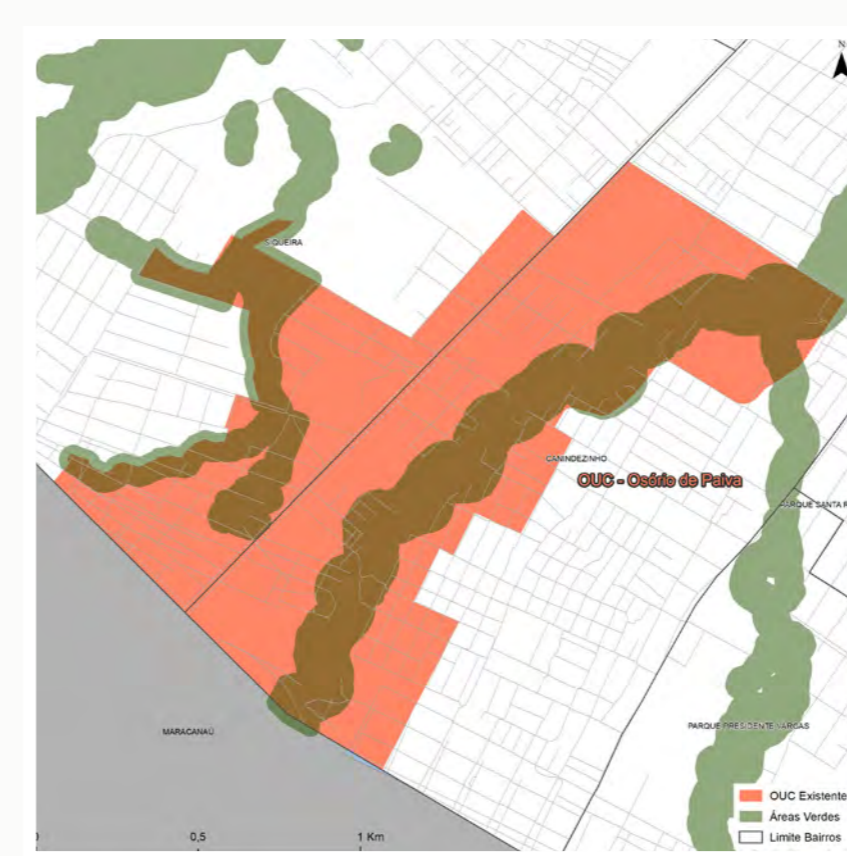 N
SIQUEIRA
CANINDEZINHO
OUC - Osório de Paiva
PARQUE SANTA R
PARQUE PRESIDENTE VARGAS
MARACANAÚ
OUC Existente
Áreas Verdes
Limite Bairros
0,5
1 Km